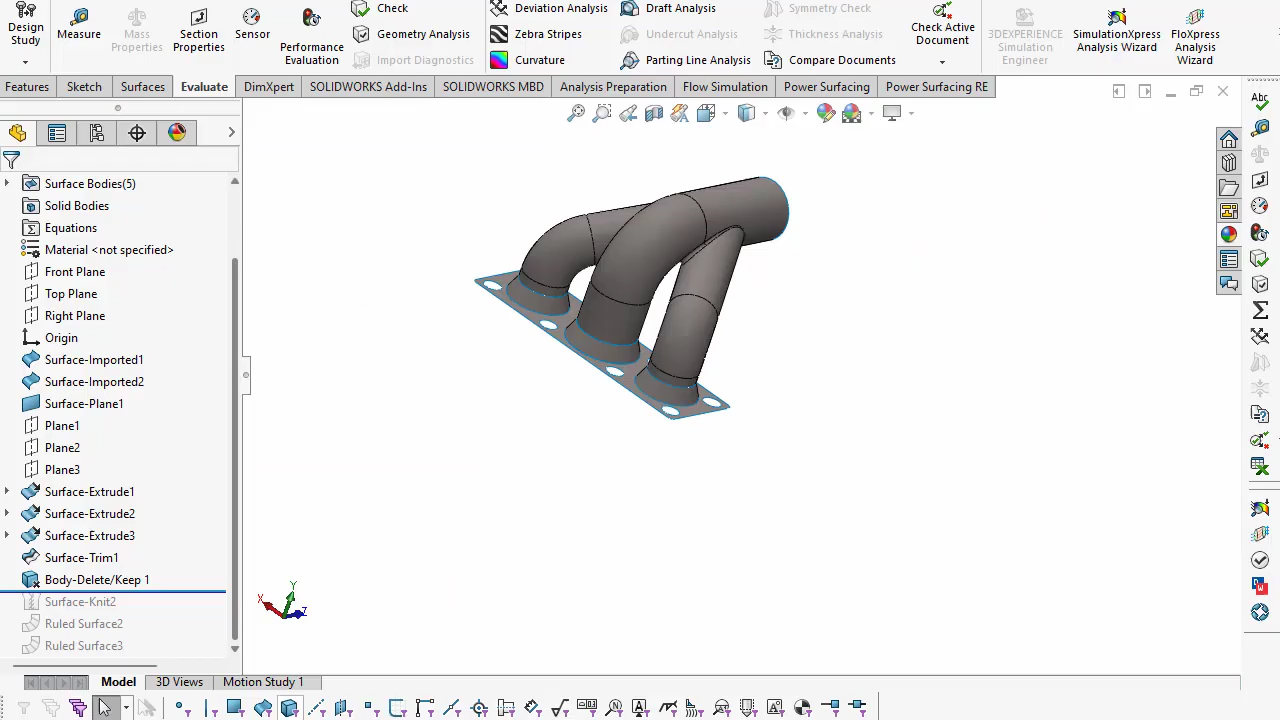 Design Study
Measure
Mass Properties
Section Properties
Sensor
Performance Evaluation
Check
Geometry Analysis
Import Diagnostics
Deviation Analysis
Zebra Stripes
Curvature
Draft Analysis
Undercut Analysis
Parting Line Analysis
Symmetry Check
Thickness Analysis
Compare Documents
Check Active Document
3DEXPERIENCE Simulation Engineer
SimulationXpress Analysis Wizard
FloXpress Analysis Wizard
Features
Sketch
Surfaces
Evaluate
DimXpert
SOLIDWORKS Add-Ins
SOLIDWORKS MBD
Analysis Preparation
Flow Simulation
Power Surfacing
Power Surfacing RE
Surface Bodies(5)
Solid Bodies
Equations
Material <not specified>
Front Plane
Top Plane
Right Plane
Origin
Surface-Imported1
Surface-Imported2
Surface-Plane1
Plane1
Plane2
Plane3
Surface-Extrude1
Surface-Extrude2
Surface-Extrude3
Surface-Trim1
Body-Delete/Keep 1
Surface-Knit2
Ruled Surface2
Ruled Surface3
Y
X
Z
Model
3D Views
Motion Study 1
Abc